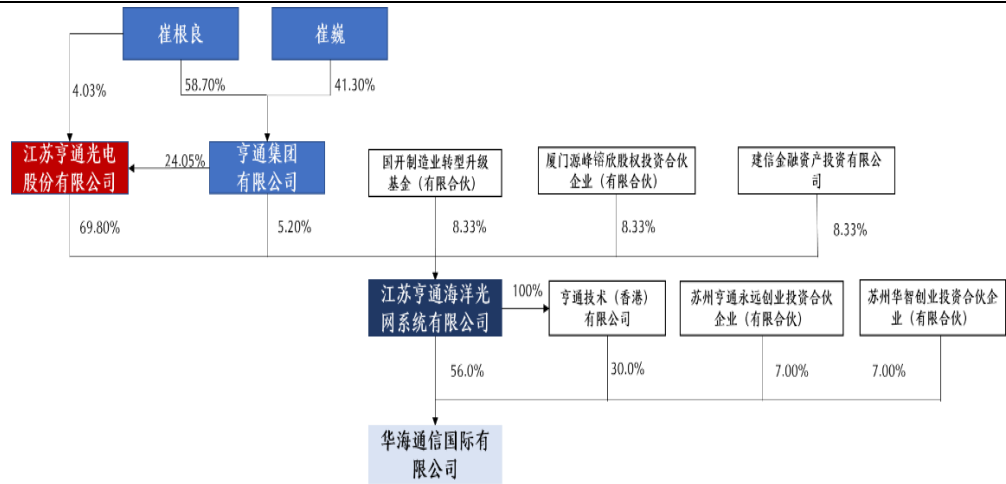 崔根良
崔巍
4.03%
58.70%
41.30%
江苏亨通光电
股份有限公司
24.05%
亨通集团
有限公司
国开制造业转型升级
基金（有限合伙）
厦门源峰镕欣股权投资合伙
企业（有限合伙）
建信金融资产投资有限公
司
69.80%
5.20%
8.33%
8.33%
8.33%
江苏亨通海洋光
网系统有限公司
100%
亨通技术（香港）
有限公司
苏州亨通永远创业投资合伙
企业（有限合伙）
苏州华智创业投资合伙企
业（有限合伙）
56.0%
30.0%
7.00%
7.00%
华海通信国际有
限公司